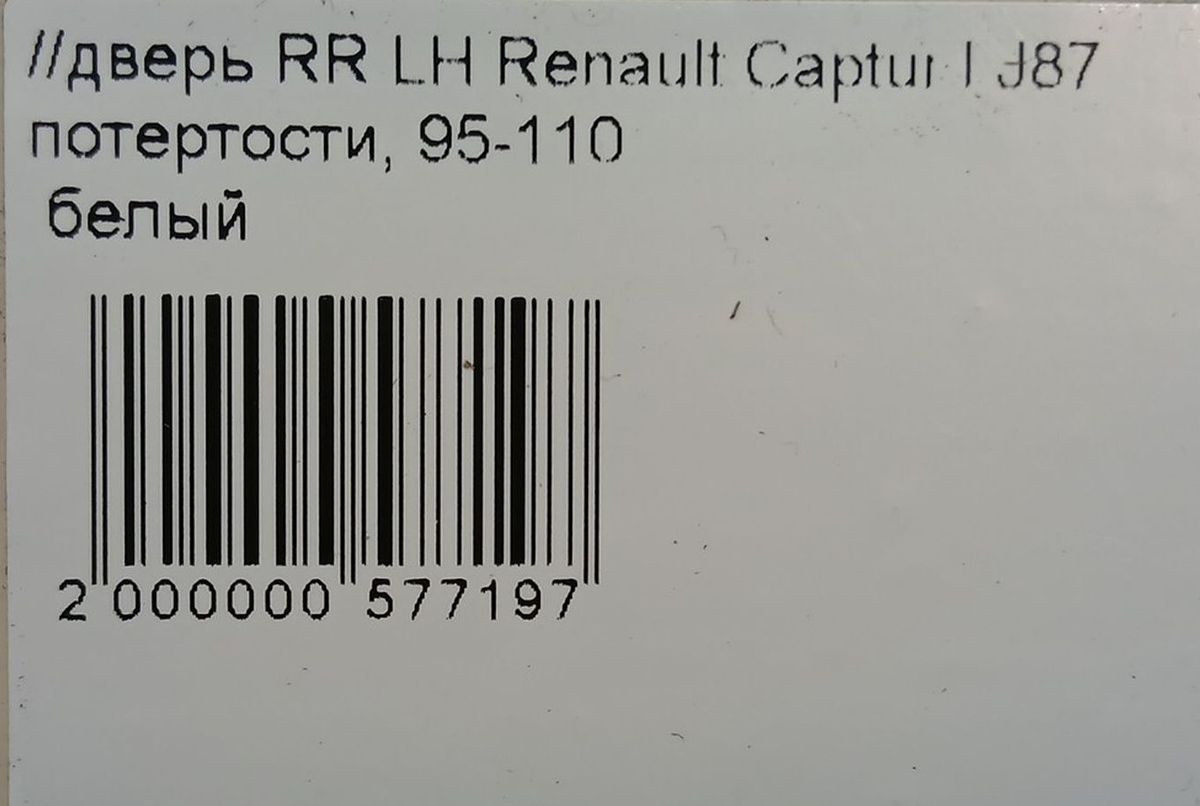 //дверь RR LH Renault Captur I J87
потертости, 95-110
белый
2 000000 577197